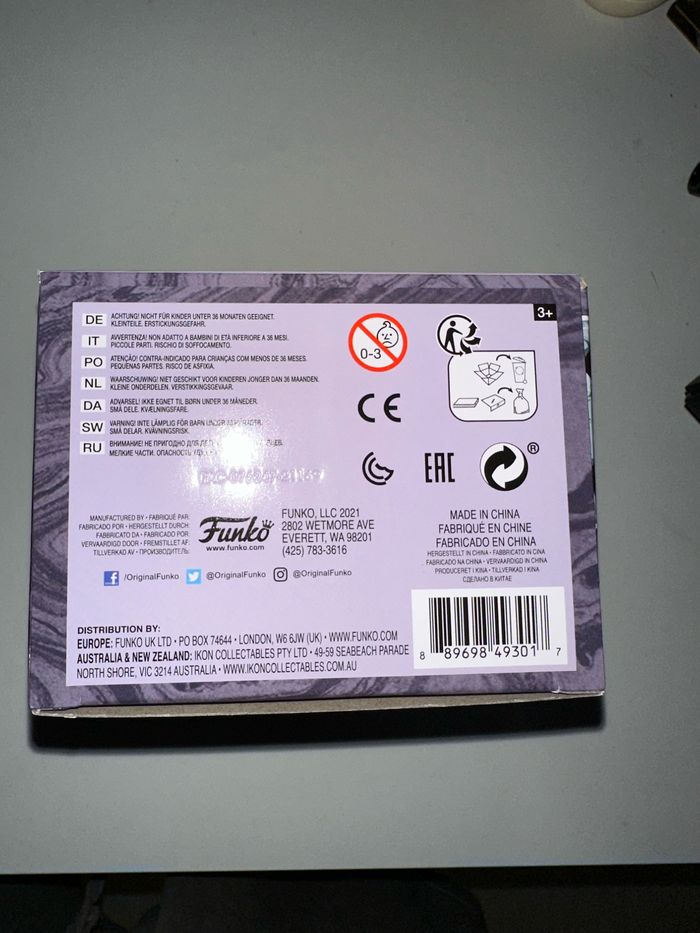 3+
DE ACHTUNG! NICHT FÜR KINDER UNTER 36 MONATEN GEEIGNET.
KLEINTEILE. ERSTICKUNGSGEFAHR.
IT AVVERTENZA! NON ADATTO A BAMBINI DI ETÀ INFERIORE A 36 MESI.
PICCOLE PARTI. RISCHIO DI SOFFOCAMENTO.
PO ATENÇÃO! CONTRA-INDICADO PARA CRIANÇAS COM MENOS DE 36 MESES.
PEQUENAS PARTES. RISCO DE ASFIXIA.
NL WAARSCHUWING! NIET GESCHIKT VOOR KINDEREN JONGER DAN 36 MAANDEN.
KLEINE ONDERDELEN. VERSTIKKINGSGEVAAR.
DA ADVARSEL! IKKE EGNET TIL BØRN UNDER 36 MÅNEDER.
SMÅ DELE. KVÆLNINGSFARE.
SW VARNING! INTE LÄMPLIG FÖR BARN UNDER
SMÅ DELAR. KVÄVNINGSRISK.
RU ВНИМАНИЕ! НЕ ПРИГОДНО ДЛЯ
МЕЛКИЕ ЧАСТИ. ОПАСНОСТЬ
0-3
CE
EAC
®
MANUFACTURED BY • FABRIQUÉ PAR:
FABRICADO POR • HERGESTELLT DURCH:
FABBRICATO DA • FABRICADO POR:
VERVAARDIGD DOOR • FREMSTILLET AF:
TILLVERKAD AV • ПРОИЗВОДИТЕЛЬ:
Funko
www.funko.com
FUNKO, LLC 2021
2802 WETMORE AVE
EVERETT, WA 98201
(425) 783-3616
MADE IN CHINA
FABRIQUÉ EN CHINE
FABRICADO EN CHINA
HERGESTELLT IN CHINA • FABBRICATO IN CINA
FABRICADO NA CHINA • VERVAARDIGD IN CHINA
PRODUCERET I KINA • TILLVERKAD I KINA
СДЕЛАНО В КИТАЕ
/OriginalFunko @OriginalFunko @OriginalFunko
DISTRIBUTION BY:
EUROPE: FUNKO UK LTD • PO BOX 74644 • LONDON, W6 6JW (UK) • WWW.FUNKO.COM
AUSTRALIA & NEW ZEALAND: IKON COLLECTABLES PTY LTD • 49-59 SEABEACH PARADE
NORTH SHORE, VIC 3214 AUSTRALIA • WWW.IKONCOLLECTABLES.COM.AU
8 89698 49301 7